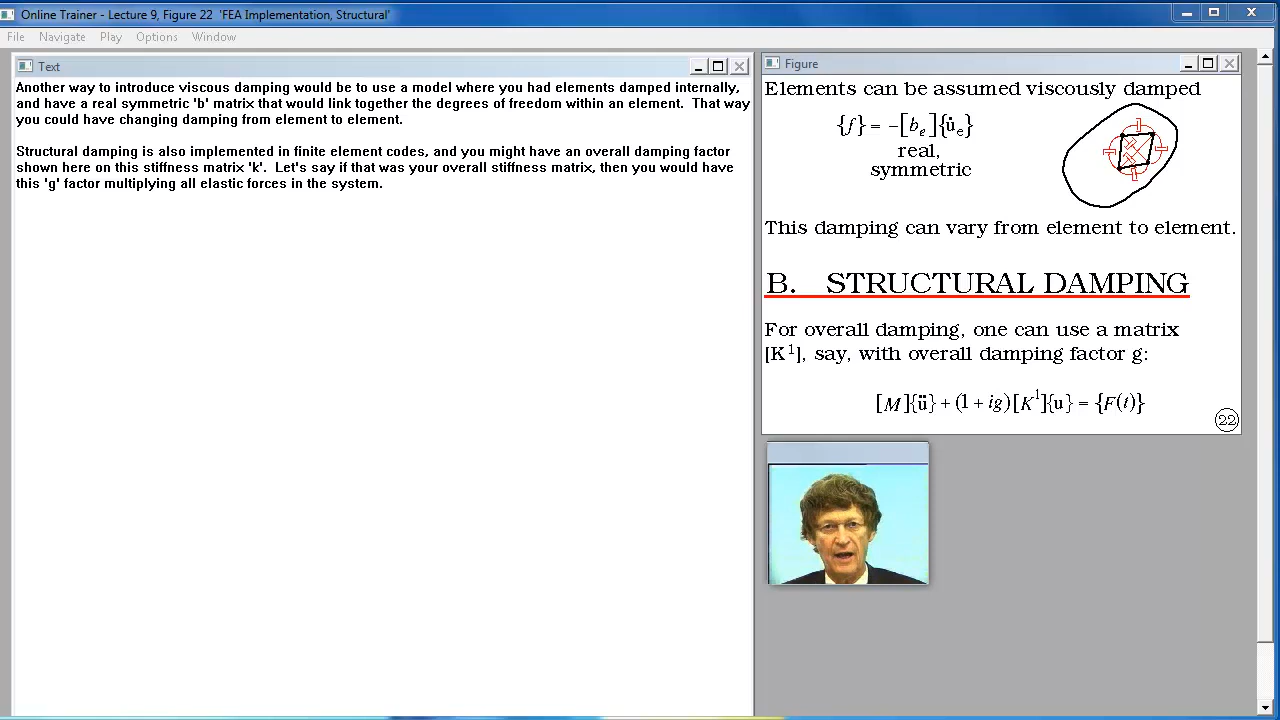 Online Trainer - Lecture 9, Figure 22 'FEA Implementation, Structural'
File Navigate Play Options Window
Text
Another way to introduce viscous damping would be to use a model where you had elements damped internally,
and have a real symmetric 'b' matrix that would link together the degrees of freedom within an element. That way
you could have changing damping from element to element.
Structural damping is also implemented in finite element codes, and you might have an overall damping factor
shown here on this stiffness matrix 'k'. Let's say if that was your overall stiffness matrix, then you would have
this 'g' factor multiplying all elastic forces in the system.
Figure
Elements can be assumed viscously damped
{f} = −[bₑ]{u̇ₑ}
real,
symmetric
This damping can vary from element to element.
B. STRUCTURAL DAMPING
For overall damping, one can use a matrix
[K¹], say, with overall damping factor g:
[M]{ü} + (1 + ig)[K¹]{u} = {F(t)}
22